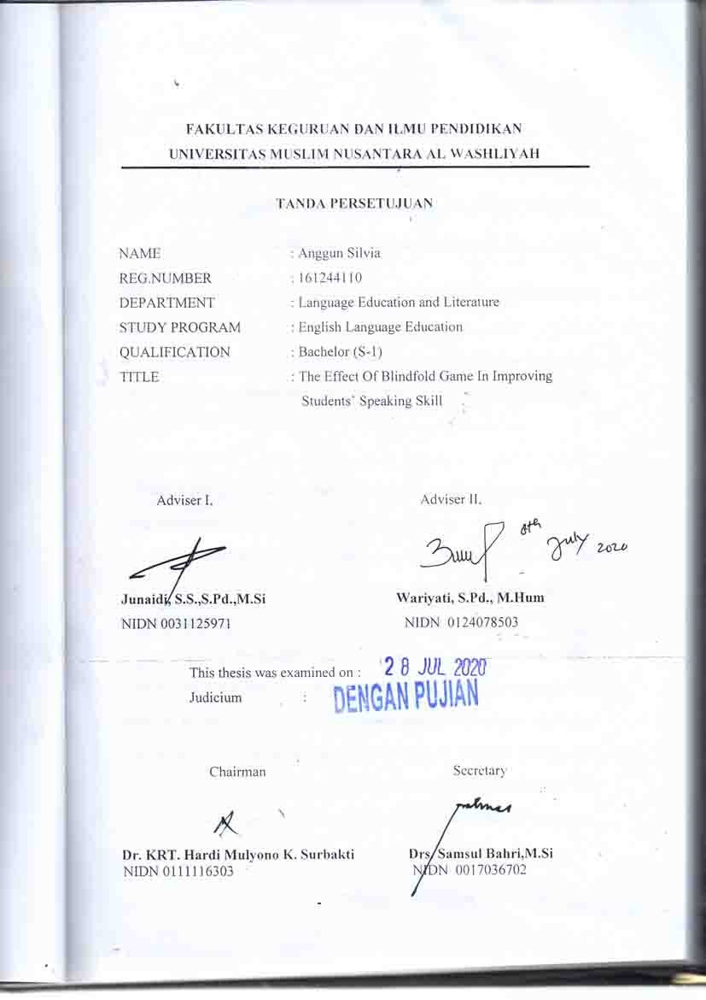 FAKULTAS KEGURUAN DAN ILMU PENDIDIKAN
UNIVERSITAS MUSLIM NUSANTARA AL WASHLIYAH
TANDA PERSETUJUAN
NAME : Anggun Silvia
REG.NUMBER : 161244110
DEPARTMENT : Language Education and Literature
STUDY PROGRAM : English Language Education
QUALIFICATION : Bachelor (S-1)
TITLE : The Effect Of Blindfold Game In Improving
Students' Speaking Skill
Adviser I, Adviser II,
8th July 2020
Junaidi, S.S.,S.Pd.,M.Si Wariyati, S.Pd., M.Hum
NIDN 0031125971 NIDN 0124078503
This thesis was examined on : 28 JUL 2020
Judicium : DENGAN PUJIAN
Chairman Secretary
Dr. KRT. Hardi Mulyono K. Surbakti Drs. Samsul Bahri,M.Si
NIDN 0111116303 NIDN 0017036702